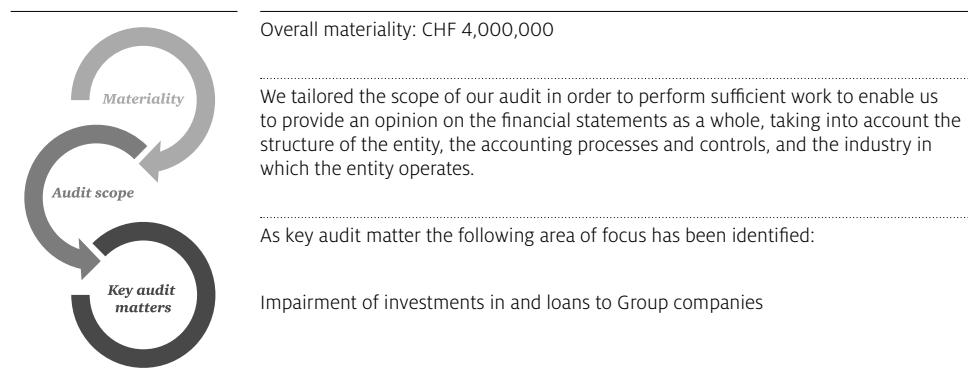 Overall materiality: CHF 4,000,000
Materiality
We tailored the scope of our audit in order to perform sufficient work to enable us
to provide an opinion on the financial statements as a whole, taking into account the
structure of the entity, the accounting processes and controls, and the industry in
which the entity operates.
Audit scope
As key audit matter the following area of focus has been identified:
Key audit
matters
Impairment of investments in and loans to Group companies